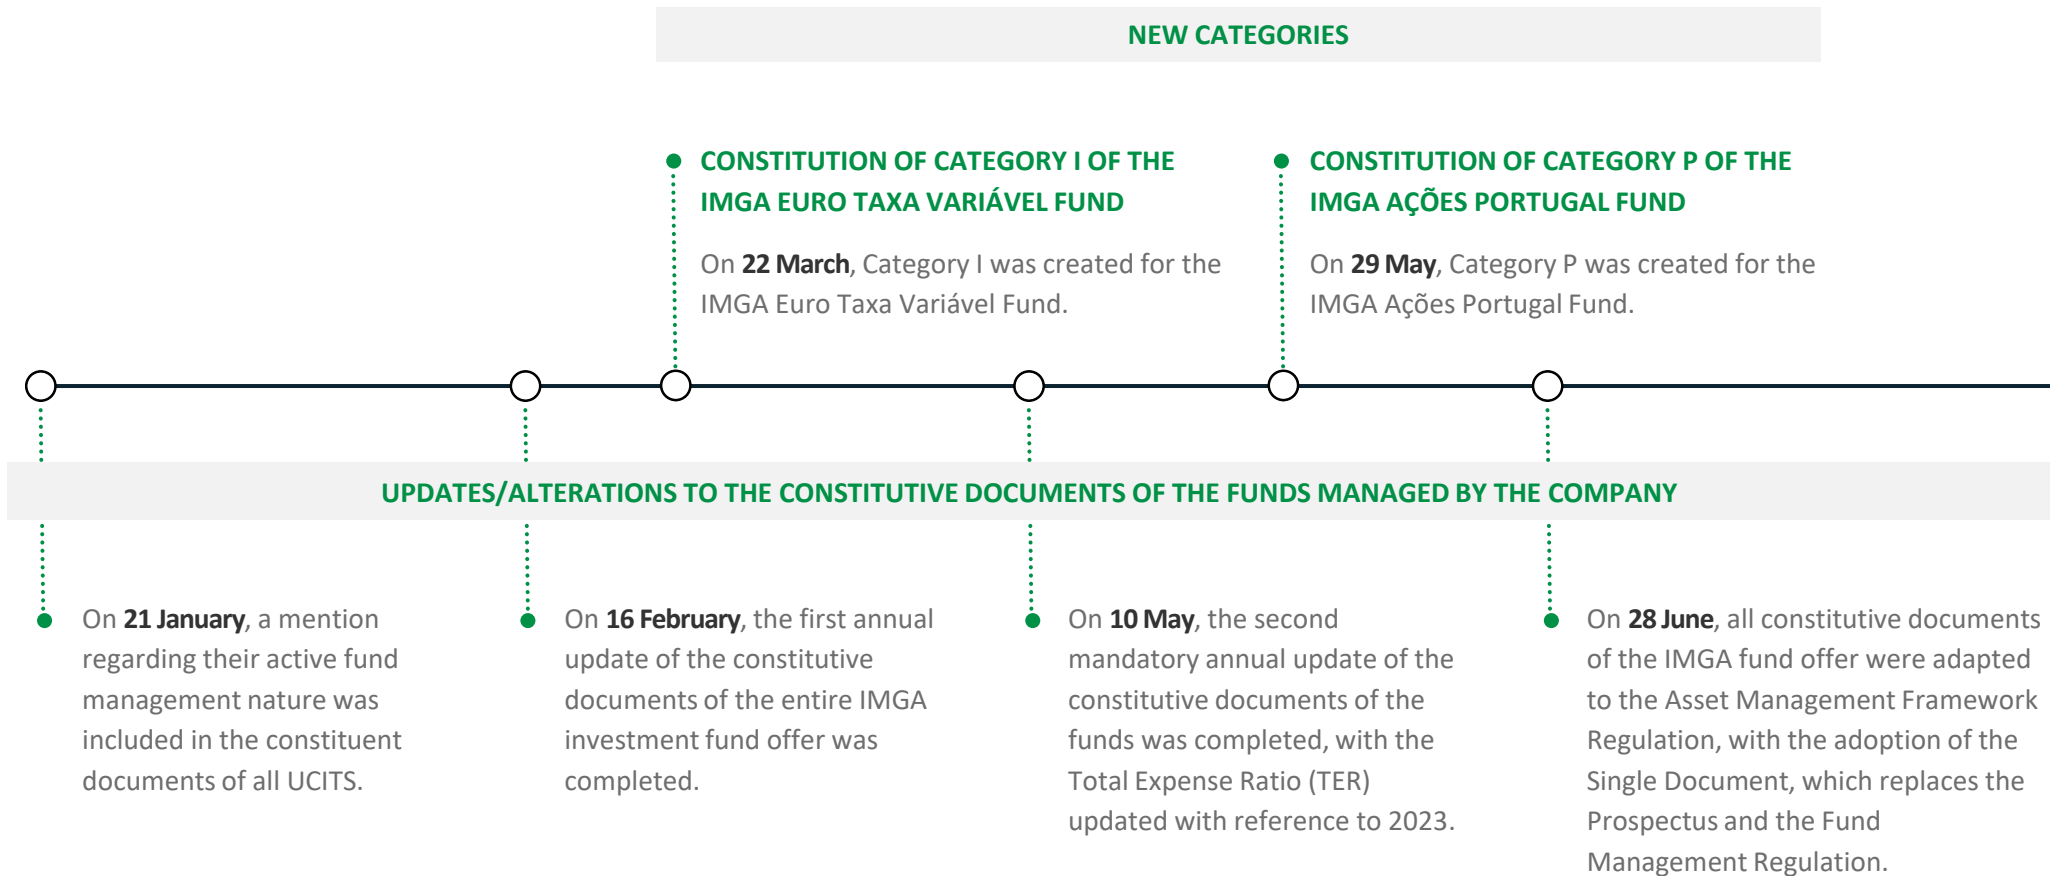 NEW CATEGORIES
CONSTITUTION OF CATEGORY I OF THE
IMGA EURO TAXA VARIÁVEL FUND
On 22 March, Category I was created for the
IMGA Euro Taxa Variável Fund.
CONSTITUTION OF CATEGORY P OF THE
IMGA AÇÕES PORTUGAL FUND
On 29 May, Category P was created for the
IMGA Ações Portugal Fund.
UPDATES/ALTERATIONS TO THE CONSTITUTIVE DOCUMENTS OF THE FUNDS MANAGED BY THE COMPANY
On 21 January, a mention
regarding their active fund
management nature was
included in the constituent
documents of all UCITS.
On 16 February, the first annual
update of the constitutive
documents of the entire IMGA
investment fund offer was
completed.
On 10 May, the second
mandatory annual update of the
constitutive documents of the
funds was completed, with the
Total Expense Ratio (TER)
updated with reference to 2023.
On 28 June, all constitutive documents
of the IMGA fund offer were adapted
to the Asset Management Framework
Regulation, with the adoption of the
Single Document, which replaces the
Prospectus and the Fund
Management Regulation.